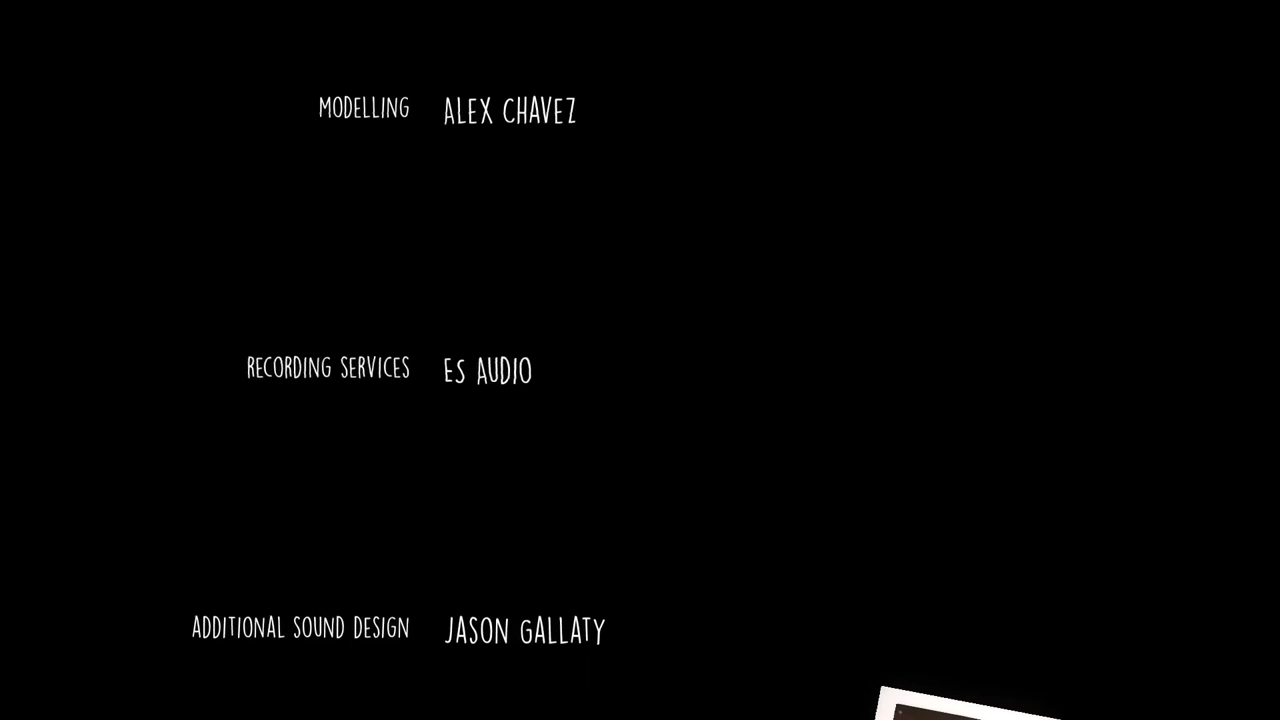 MODELLING ALEX CHAVEZ
RECORDING SERVICES ES AUDIO
ADDITIONAL SOUND DESIGN JASON GALLATY